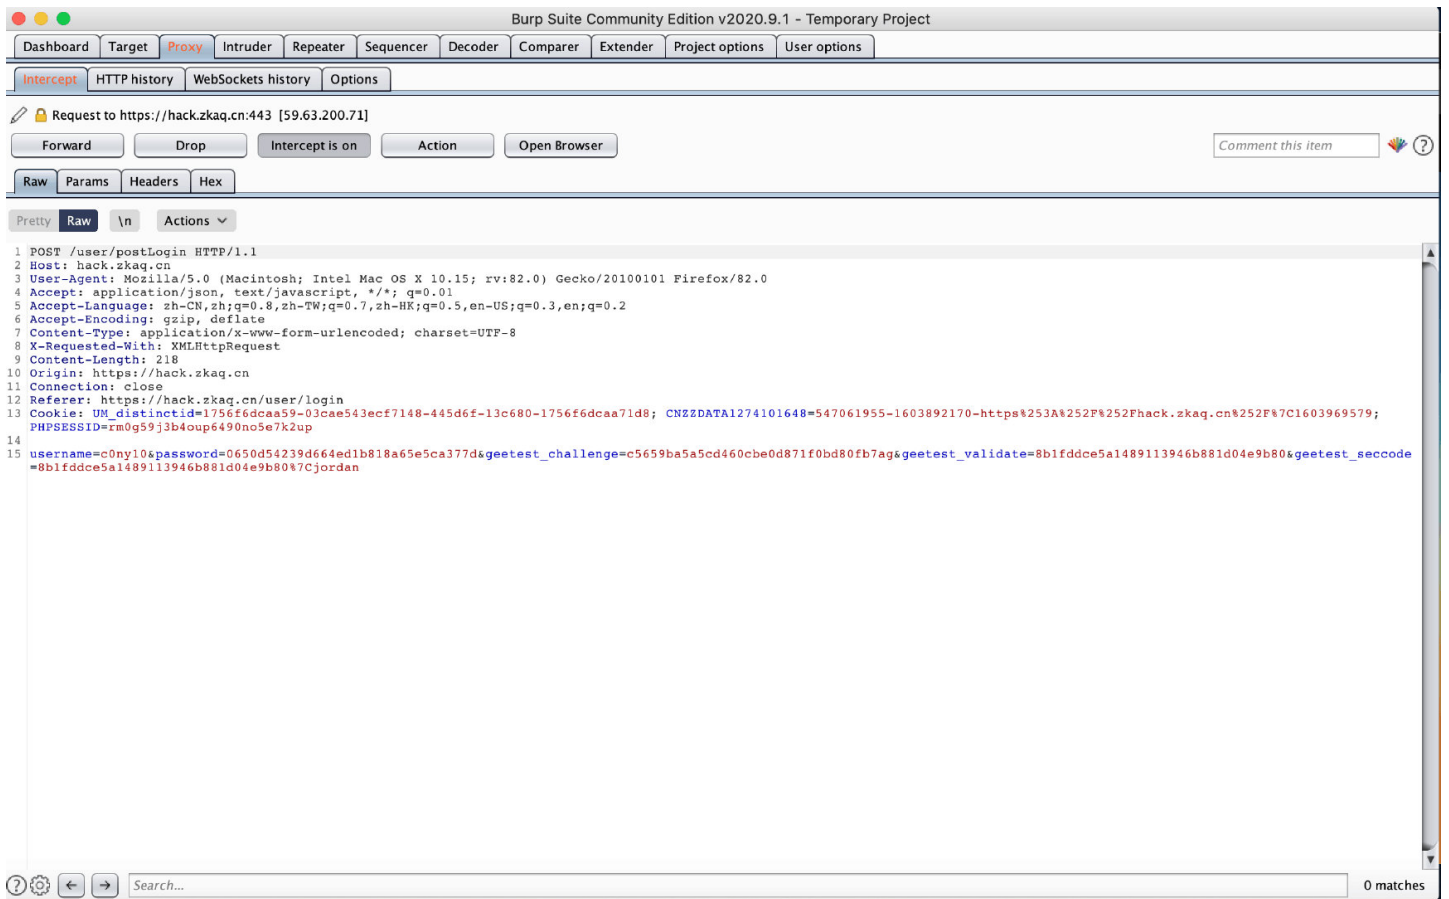 Burp Suite Community Edition v2020.9.1 - Temporary Project
Dashboard Target Proxy Intruder Repeater Sequencer Decoder Comparer Extender Project options User options
Intercept HTTP history WebSockets history Options
Request to https://hack.zkaq.cn:443 [59.63.200.71]
Forward Drop Intercept is on Action Open Browser Comment this item ?
Raw Params Headers Hex
Pretty Raw \n Actions
1 POST /user/postLogin HTTP/1.1
2 Host: hack.zkaq.cn
3 User-Agent: Mozilla/5.0 (Macintosh; Intel Mac OS X 10.15; rv:82.0) Gecko/20100101 Firefox/82.0
4 Accept: application/json, text/javascript, */*; q=0.01
5 Accept-Language: zh-CN,zh;q=0.8,zh-TW;q=0.7,zh-HK;q=0.5,en-US;q=0.3,en;q=0.2
6 Accept-Encoding: gzip, deflate
7 Content-Type: application/x-www-form-urlencoded; charset=UTF-8
8 X-Requested-With: XMLHttpRequest
9 Content-Length: 218
10 Origin: https://hack.zkaq.cn
11 Connection: close
12 Referer: https://hack.zkaq.cn/user/login
13 Cookie: UM_distinctid=1756f6dcaa59-03cae543ecf7148-445d6f-13c680-1756f6dcaa71d8; CNZZDATA1274101648=547061955-1603892170-https%253A%252F%252Fhack.zkaq.cn%252F%7C1603969579;
PHPSESSID=rm0g59j3b4oup6490no5e7k2up
14
15 username=c0ny10&password=0650d54239d664ed1b818a65e5ca377d&geetest_challenge=c5659ba5a5cd460cbe0d871f0bd80fb7ag&geetest_validate=8b1fddce5a1489113946b881d04e9b80&geetest_seccode
=8b1fddce5a1489113946b881d04e9b80%7Cjordan
? Search... 0 matches